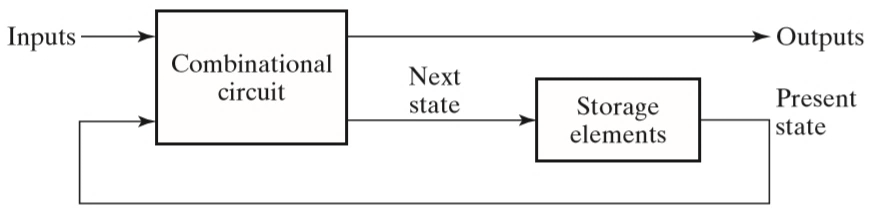 Inputs
Combinational
circuit
Outputs
Next
state
Storage
elements
Present
state